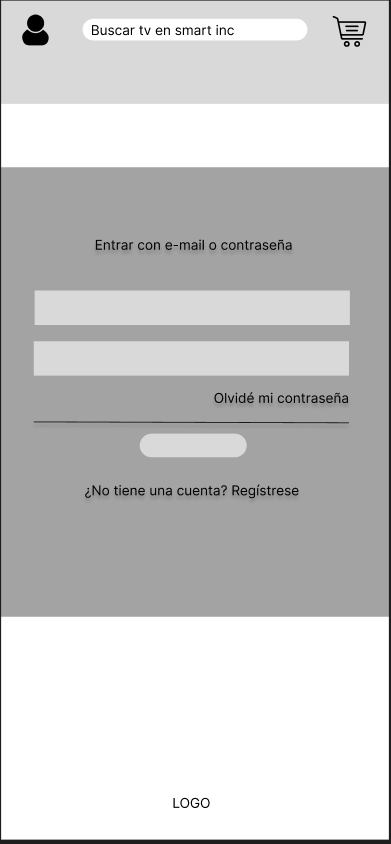 Buscar tv en smart inc
Entrar con e-mail o contraseña
Olvidé mi contraseña
¿No tiene una cuenta? Regístrese
LOGO